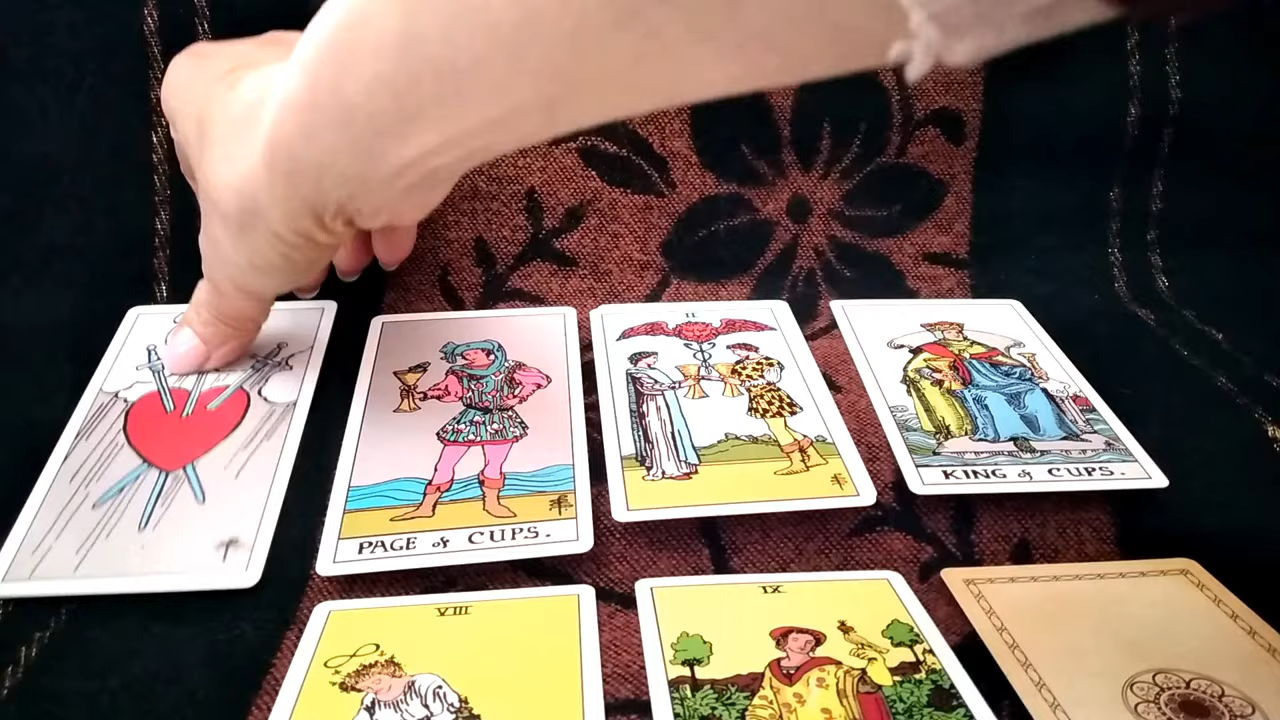 PAGE of CUPS.
II
KING of CUPS.
VIII
IX